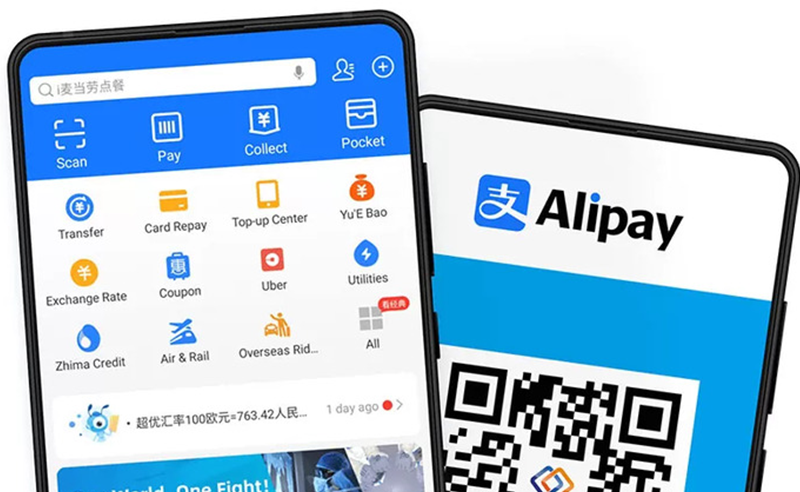 i麦当劳点餐
Scan
Pay
Collect
Pocket
Transfer
Card Repay
Top-up Center
Yu'E Bao
Exchange Rate
Coupon
Uber
Utilities
Zhima Credit
Air & Rail
Overseas Rid...
All
看经典
惠
• 超优汇率100欧元=763.42人民...
1 day ago
World, One Fight!
支 Alipay